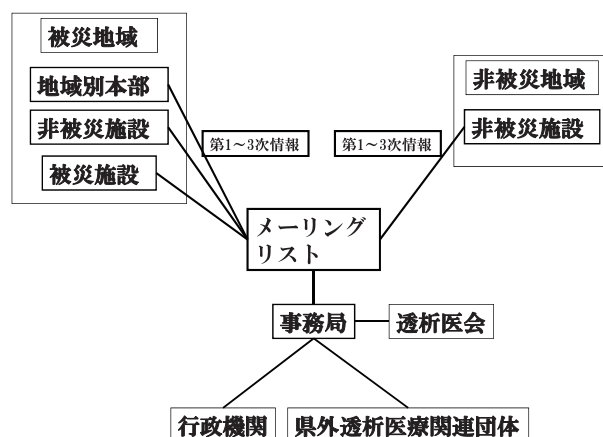 被災地域
地域別本部
非被災施設
被災施設
第1~3次情報
第1~3次情報
非被災地域
非被災施設
メーリング
リスト
事務局
透析医会
行政機関
県外透析医療関連団体